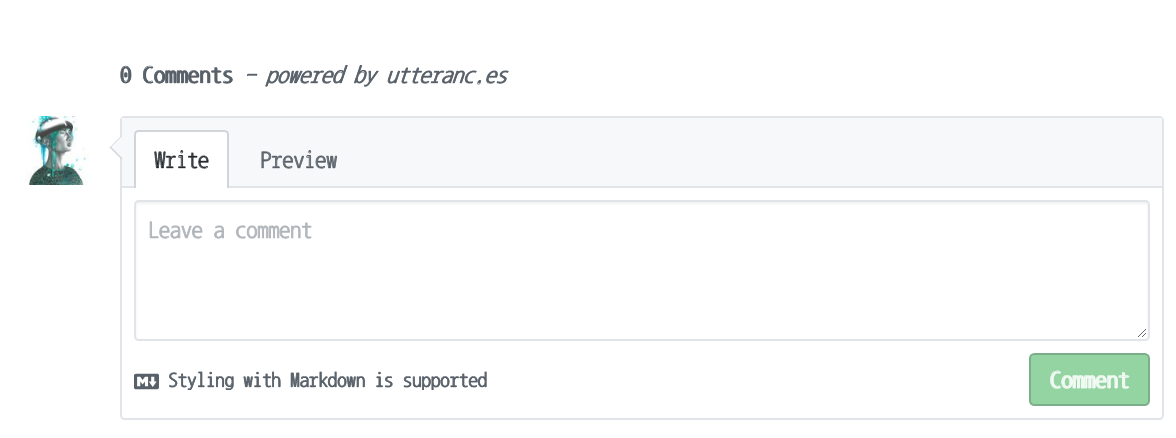 0 Comments - powered by utteranc.es
Write Preview
Leave a comment
M Styling with Markdown is supported
Comment